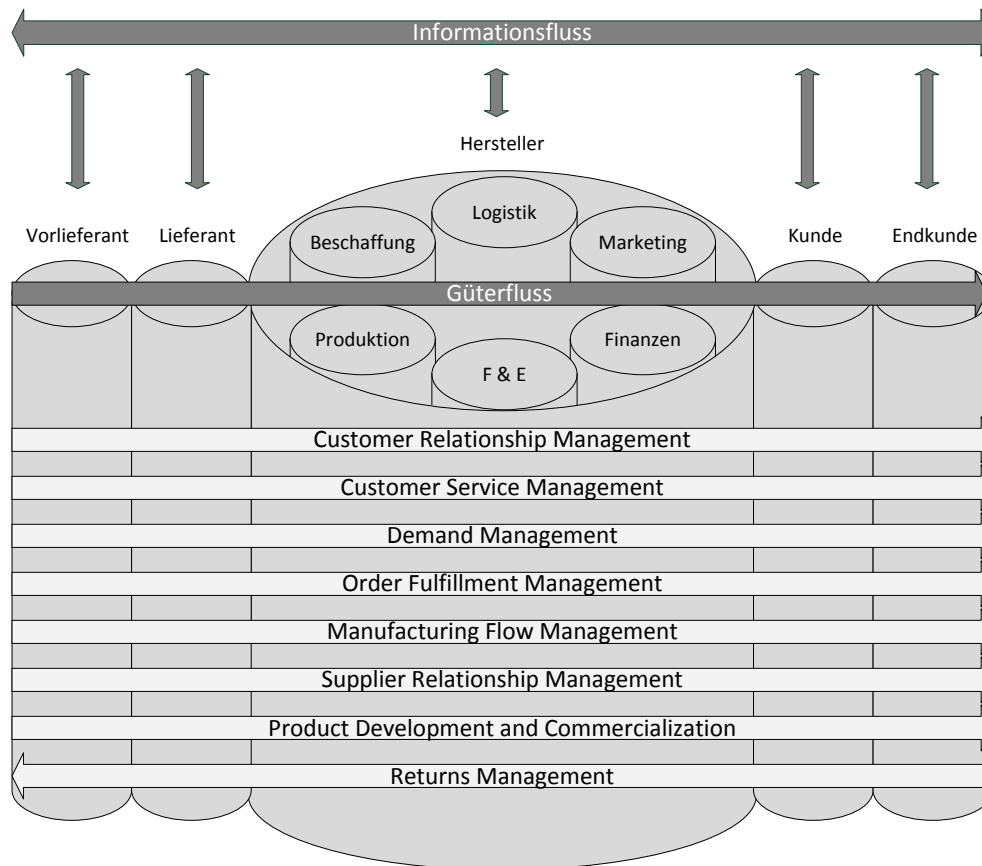 Informationsfluss
Hersteller
Logistik
Beschaffung
Marketing
Vorlieferant
Lieferant
Kunde
Endkunde
Güterfluss
Produktion
Finanzen
F & E
Customer Relationship Management
Customer Service Management
Demand Management
Order Fulfillment Management
Manufacturing Flow Management
Supplier Relationship Management
Product Development and Commercialization
Returns Management